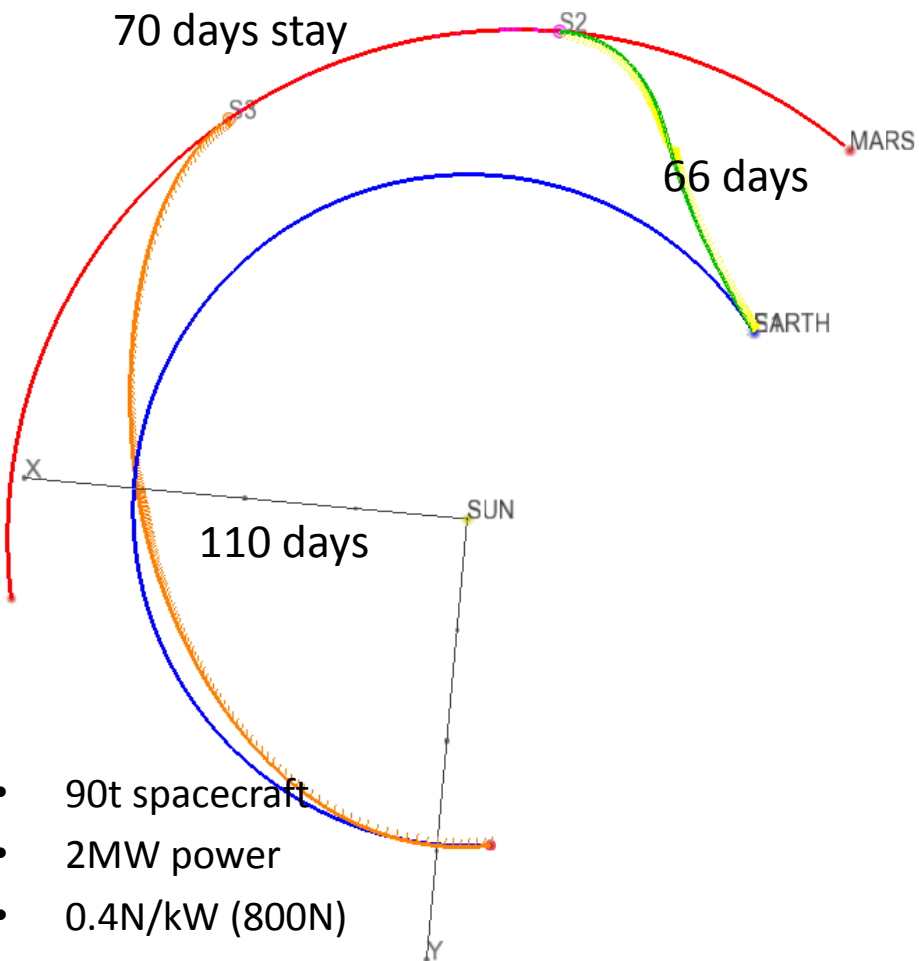 70 days stay
S2
S3
MARS
66 days
EARTH
X
SUN
110 days
• 90t spacecraft
• 2MW power
• 0.4N/kW (800N)
Y